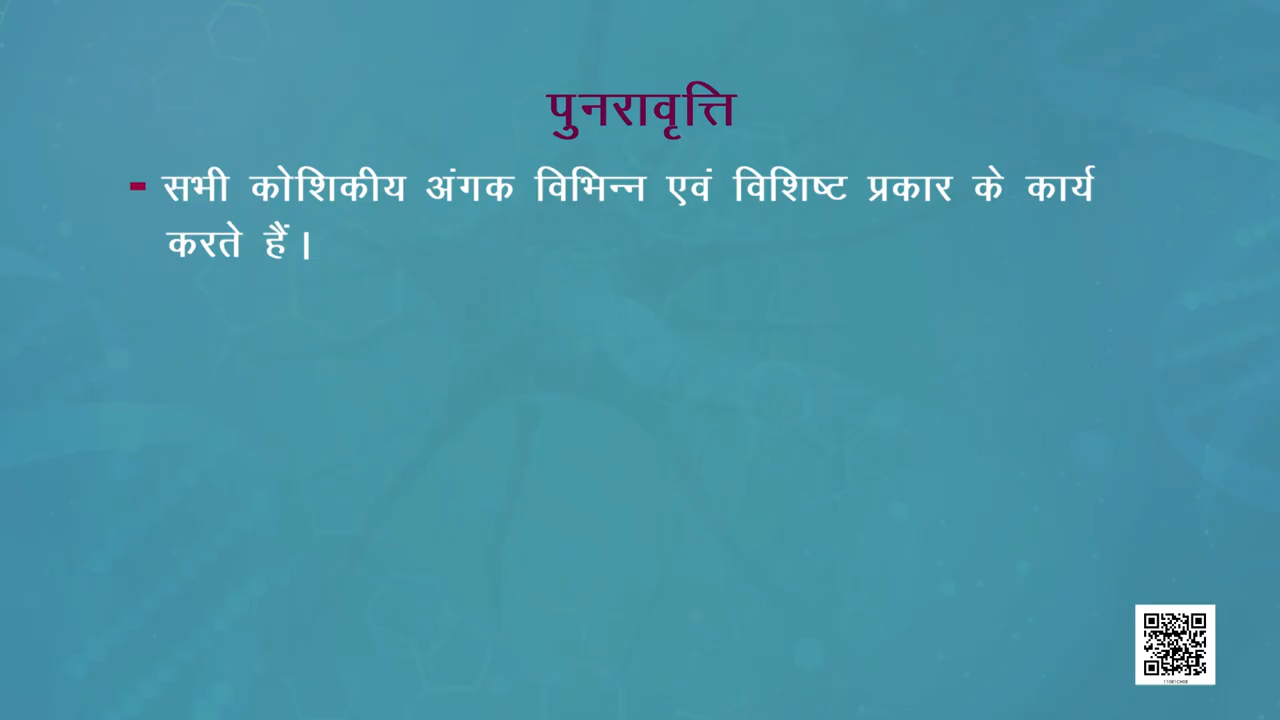 पुनरावृत्ति
- सभी कोशिकीय अंगक विभिन्न एवं विशिष्ट प्रकार के कार्य
करते हैं।